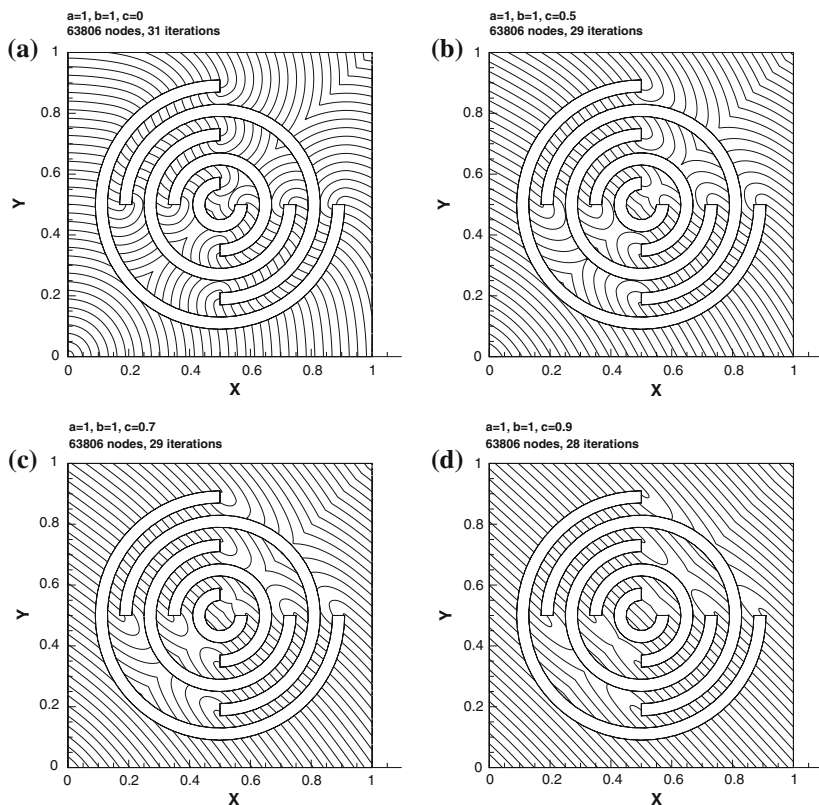 a=1, b=1, c=0
63806 nodes, 31 iterations
(a)
1
0.8
0.6
0.4
0.2
0
Y
0 0.2 0.4 0.6 0.8 1
X
a=1, b=1, c=0.5
63806 nodes, 29 iterations
(b)
1
0.8
0.6
0.4
0.2
0
Y
0 0.2 0.4 0.6 0.8 1
X
a=1, b=1, c=0.7
63806 nodes, 29 iterations
(c)
1
0.8
0.6
0.4
0.2
0
Y
0 0.2 0.4 0.6 0.8 1
X
a=1, b=1, c=0.9
63806 nodes, 28 iterations
(d)
1
0.8
0.6
0.4
0.2
0
Y
0 0.2 0.4 0.6 0.8 1
X